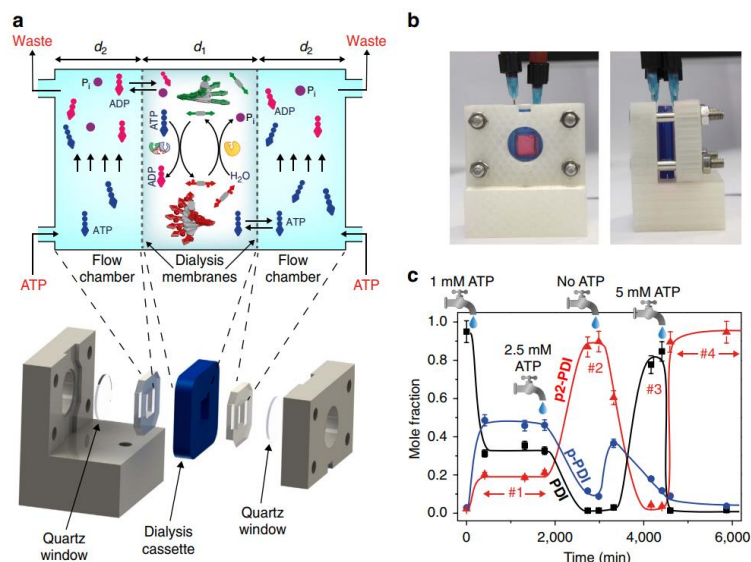 a
Waste
d2
d1
d2
Waste
Pi
ADP
ATP
Pi
ADP
H2O
ATP
ATP
Pi
ADP
ATP
ATP
Flow chamber
Dialysis membranes
Flow chamber
ATP
Quartz window
Dialysis cassette
Quartz window
b
c
1 mM ATP
No ATP
5 mM ATP
2.5 mM
ATP
1.0
0.8
0.6
0.4
0.2
0.0
Mole fraction
p2-PDI
p-PDI
PDI
#1
#2
#3
#4
0
2,000
4,000
6,000
Time (min)